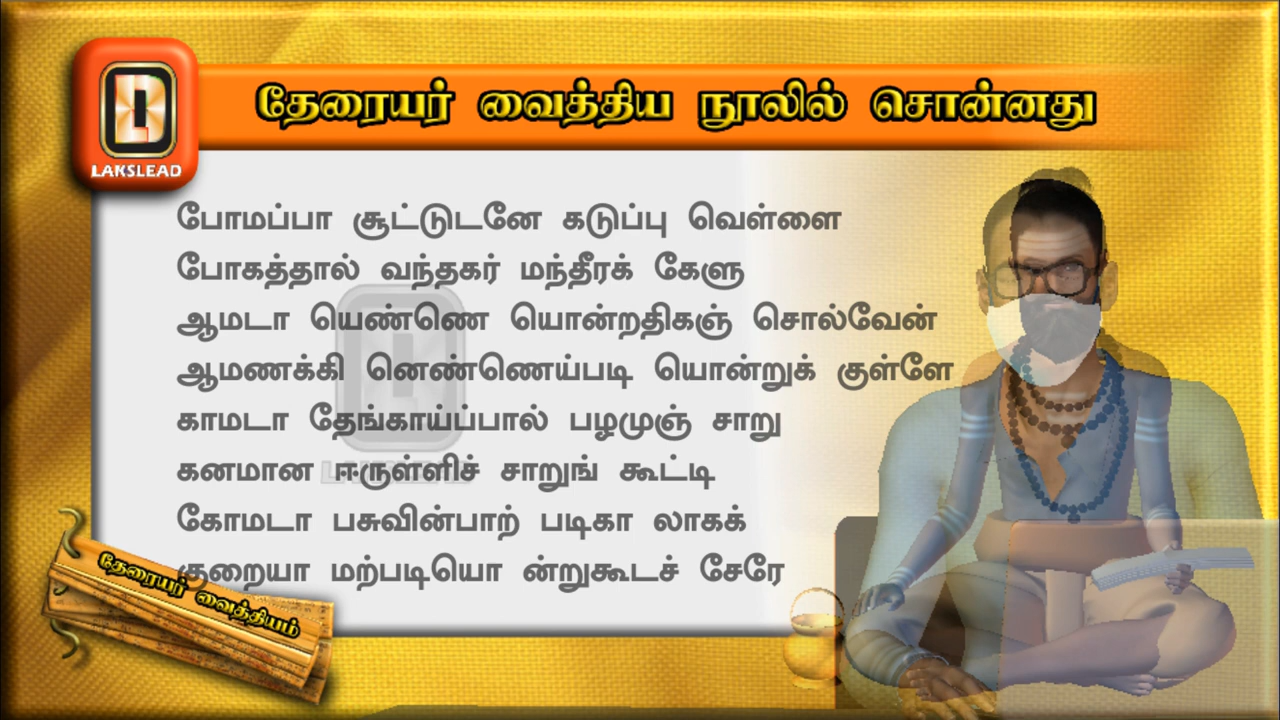 தேரையர் வைத்திய நூலில் சொன்னது
LAKSLEAD
போமப்பா சூட்டுடனே கடுப்பு வெள்ளை
போகத்தால் வந்தகர் மந்தீரக் கேளு
ஆமடா யெண்ணெ யொன்றதிகஞ் சொல்வேன்
ஆமணக்கி னெண்ணெய்படி யொன்றுக் குள்ளே
காமடா தேங்காய்ப்பால் பழமுஞ் சாறு
கனமான ஈருள்ளிச் சாறுங் கூட்டி
கோமடா பசுவின்பாற் படிகா லாகக்
குறையா மற்படியொ ன்றுகூடச் சேரே
தேரையர் வைத்தியம்